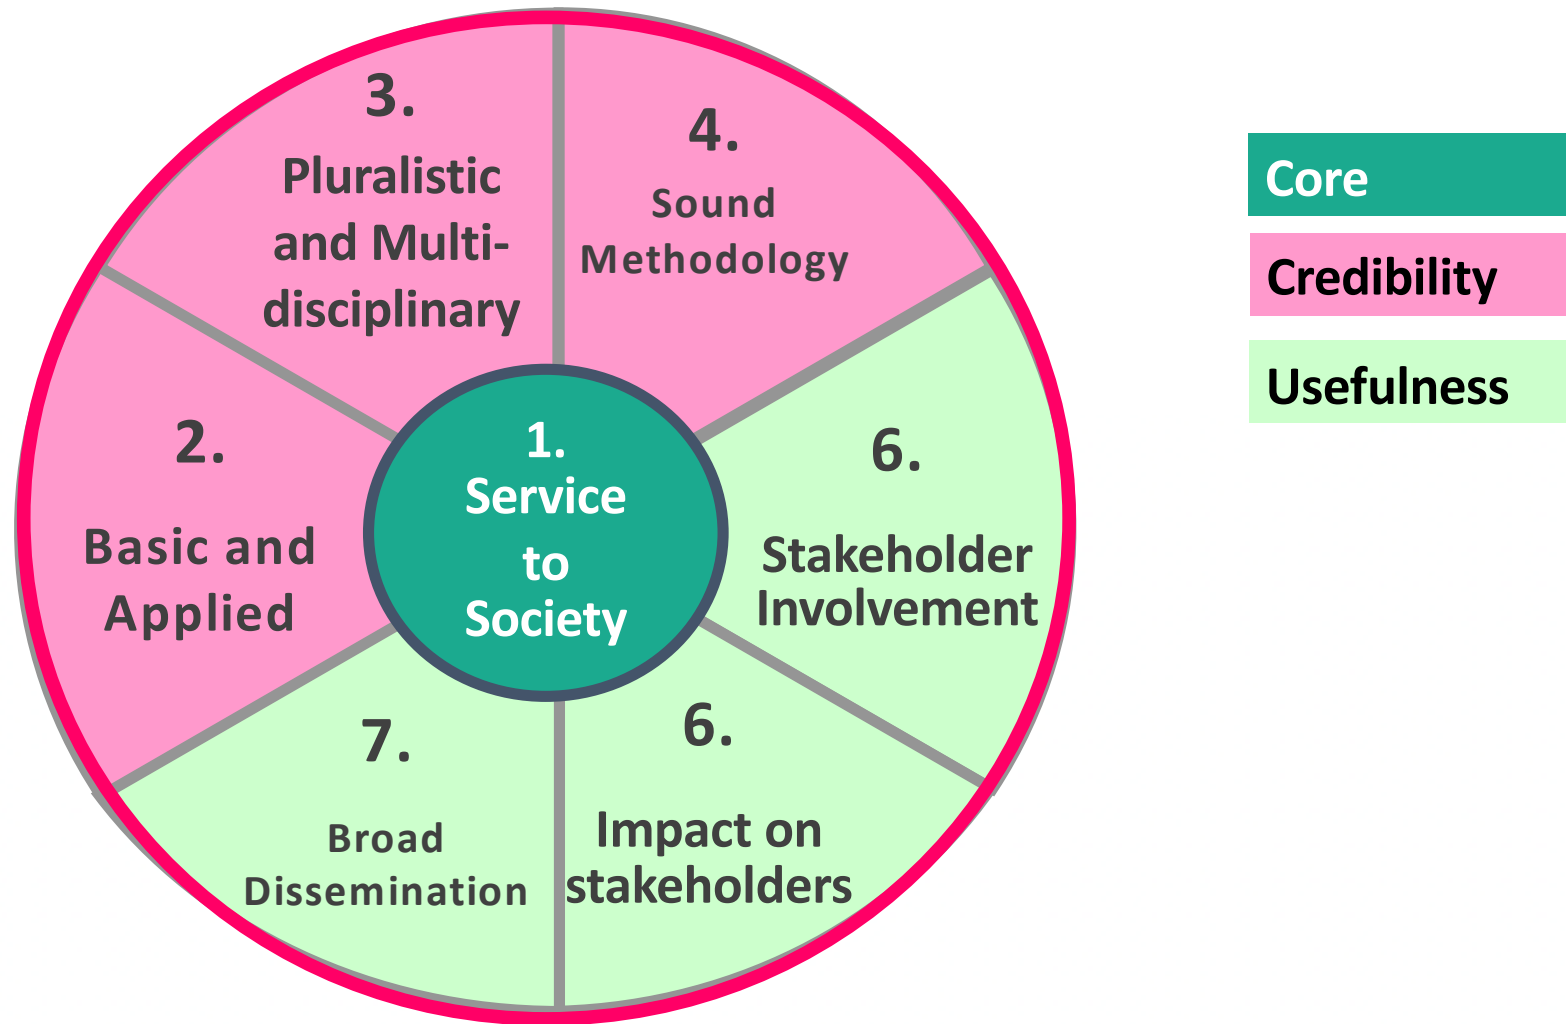 3.
Pluralistic
and Multi-
disciplinary
4.
Sound
Methodology
2.
Basic and
Applied
1.
Service
to
Society
6.
Stakeholder
Involvement
7.
Broad
Dissemination
6.
Impact on
stakeholders
Core
Credibility
Usefulness